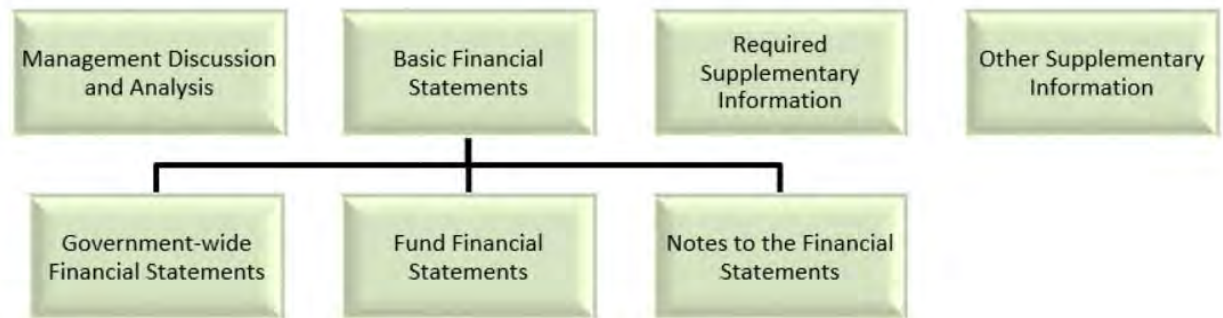 Management Discussion
and Analysis
Basic Financial
Statements
Required
Supplementary
Information
Other Supplementary
Information
Government-wide
Financial Statements
Fund Financial
Statements
Notes to the Financial
Statements